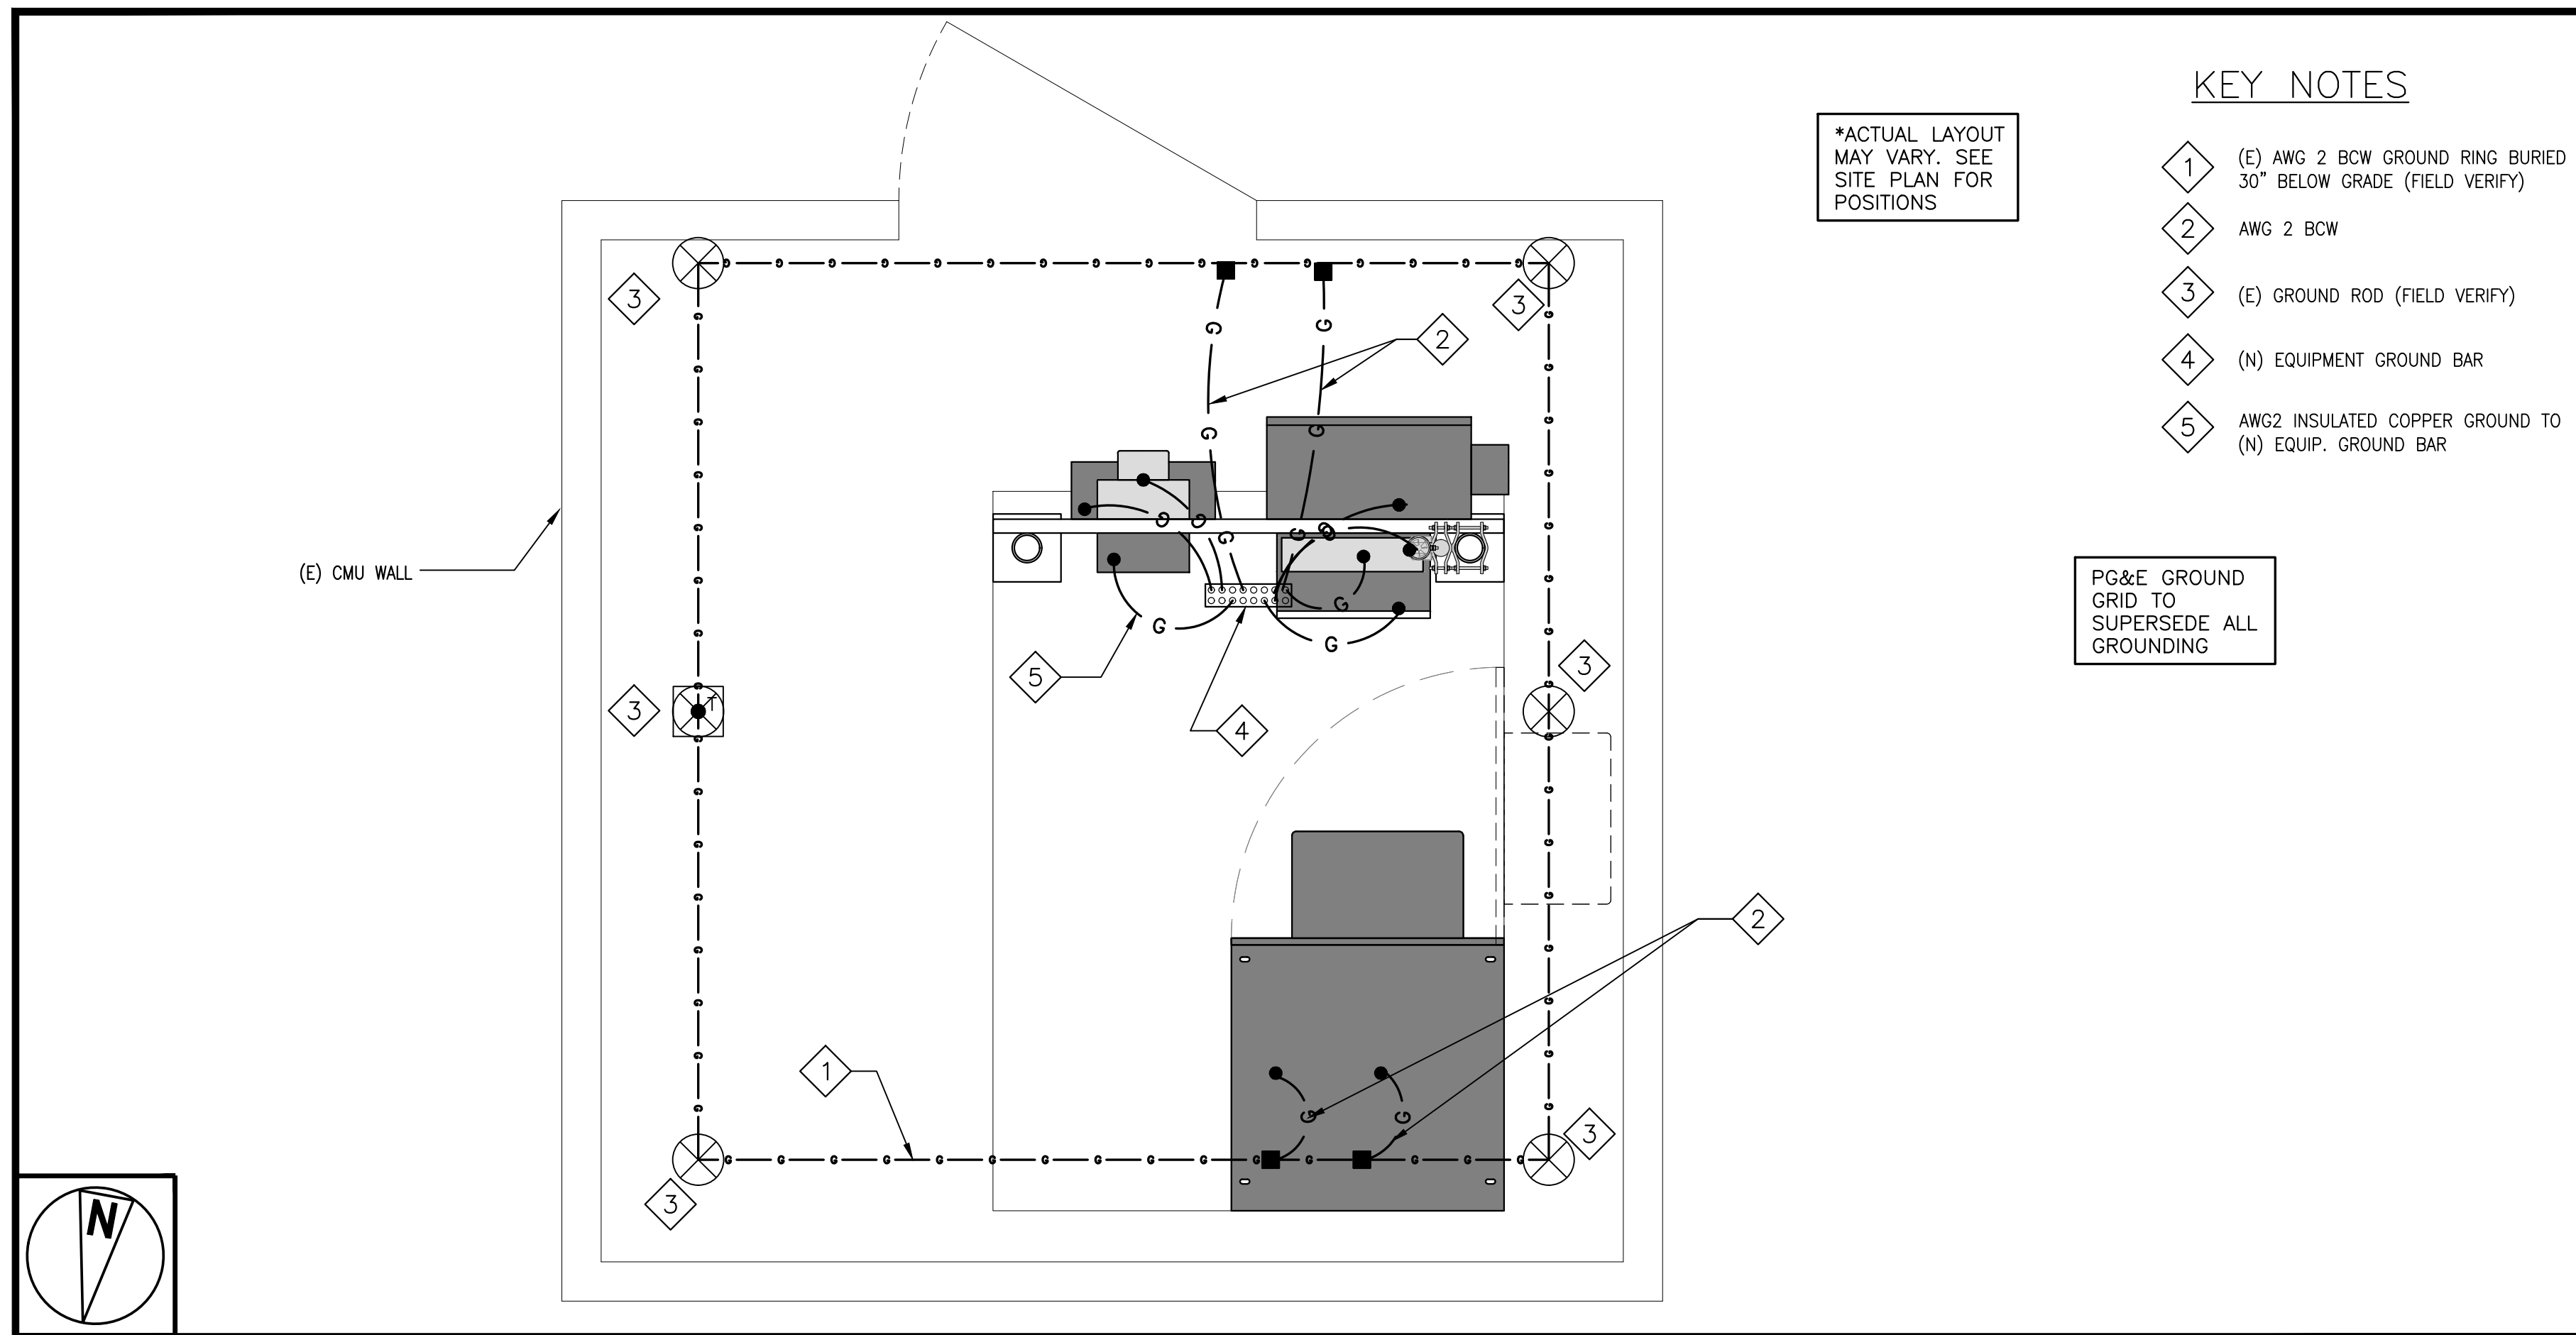 KEY NOTES
*ACTUAL LAYOUT
MAY VARY. SEE
SITE PLAN FOR
POSITIONS
1 (E) AWG 2 BCW GROUND RING BURIED
30" BELOW GRADE (FIELD VERIFY)
2 AWG 2 BCW
3 (E) GROUND ROD (FIELD VERIFY)
4 (N) EQUIPMENT GROUND BAR
5 AWG2 INSULATED COPPER GROUND TO
(N) EQUIP. GROUND BAR
PG&E GROUND
GRID TO
SUPERSEDE ALL
GROUNDING
(E) CMU WALL
3
3
2
5
4
3
T
3
2
1
3
3
N
G
G
G
G
G
G
G
G
G
G
G
G
G